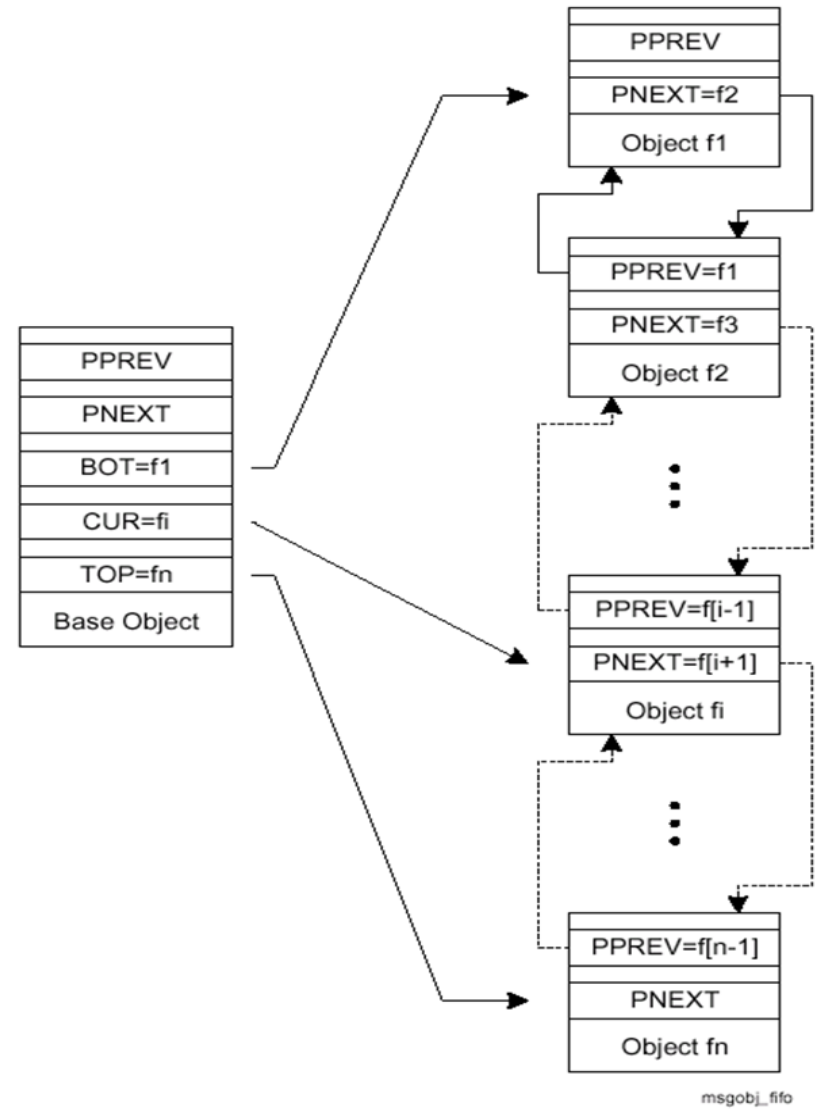 PPREV
PNEXT=f2
Object f1
PPREV=f1
PNEXT=f3
Object f2
PPREV
PNEXT
BOT=f1
CUR=fi
TOP=fn
Base Object
PPREV=f[i-1]
PNEXT=f[i+1]
Object fi
PPREV=f[n-1]
PNEXT
Object fn
msgobj_fifo